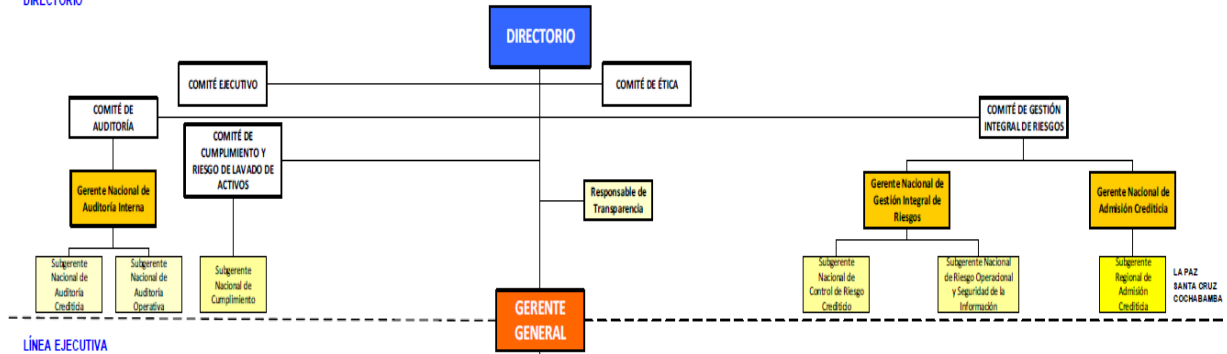 DIRECTORIO
DIRECTORIO
COMITÉ EJECUTIVO
COMITÉ DE ÉTICA
COMITÉ DE
AUDITORÍA
COMITÉ DE GESTIÓN
INTEGRAL DE RIESGOS
COMITÉ DE
CUMPLIMIENTO Y
RIESGO DE LAVADO DE
ACTIVOS
Gerente Nacional de
Auditoría Interna
Responsable de
Transparencia
Gerente Nacional de
Gestión Integral de
Riesgos
Gerente Nacional de
Admisión Crediticia
Subgerente
Nacional de
Auditoría
Crediticia
Subgerente
Nacional de
Auditoría
Operativa
Subgerente
Nacional de
Cumplimiento
Subgerente
Nacional de
Control de Riesgo
Crediticio
Subgerente Nacional
de Riesgo Operacional
y Seguridad de la
Información
Subgerente
Regional de
Admisión
Crediticia
LA PAZ
SANTA CRUZ
COCHABAMBA
GERENTE
GENERAL
LÍNEA EJECUTIVA